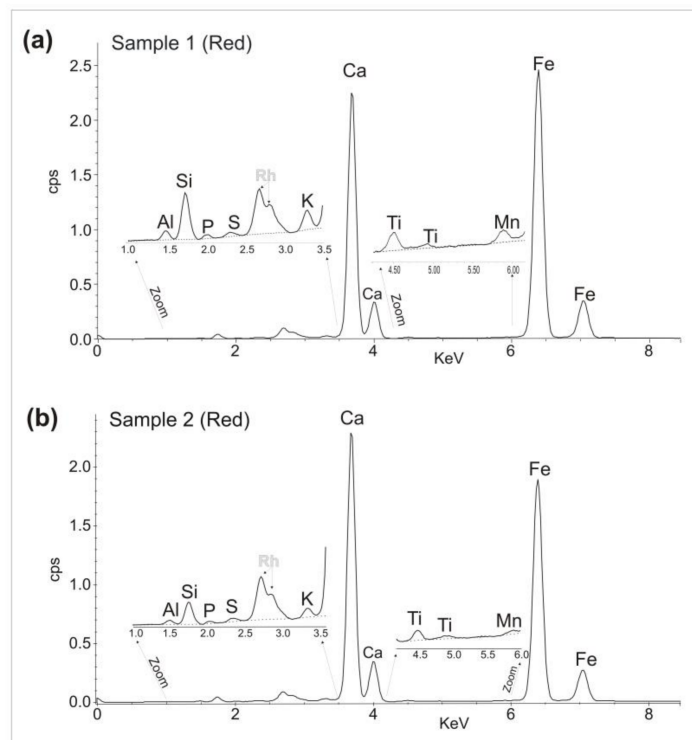 (a) Sample 1 (Red)
2.5
2.0
1.5
1.0
0.5
0.0
cps
Ca
Fe
Rh
Si
Al
P
S
K
1.0 1.5 2.0 2.5 3.0 3.5
Zoom
Ti
Ti
Mn
4.50 4.95 5.00 5.50 6.00
Zoom
Ca
Fe
0 2 4 6 8
KeV
(b) Sample 2 (Red)
2.0
1.5
1.0
0.5
0.0
cps
Ca
Fe
Rh
Si
Al
P
S
K
1.0 1.5 2.0 2.5 3.0 3.5
Zoom
Ti
Ti
Mn
4.5 5.0 5.5 6.0
Zoom
Ca
Fe
0 2 4 6 8
KeV